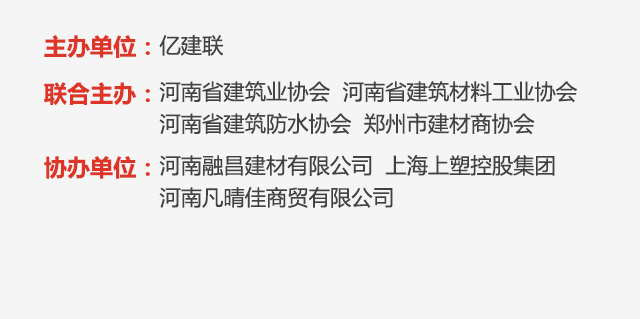 主办单位：亿建联
联合主办：河南省建筑业协会 河南省建筑材料工业协会
河南省建筑防水协会 郑州市建材商协会
协办单位：河南融昌建材有限公司 上海上塑控股集团
河南凡晴佳商贸有限公司